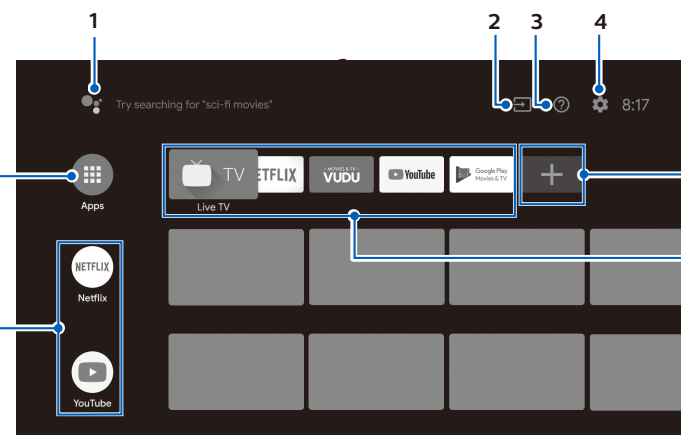 1
2
3
4
Try searching for "sci-fi movies"
8:17
Apps
TV
ETFLIX
MOVIES & TV
VUDU
YouTube
Google Play
Movies & TV
Live TV
NETFLIX
Netflix
YouTube